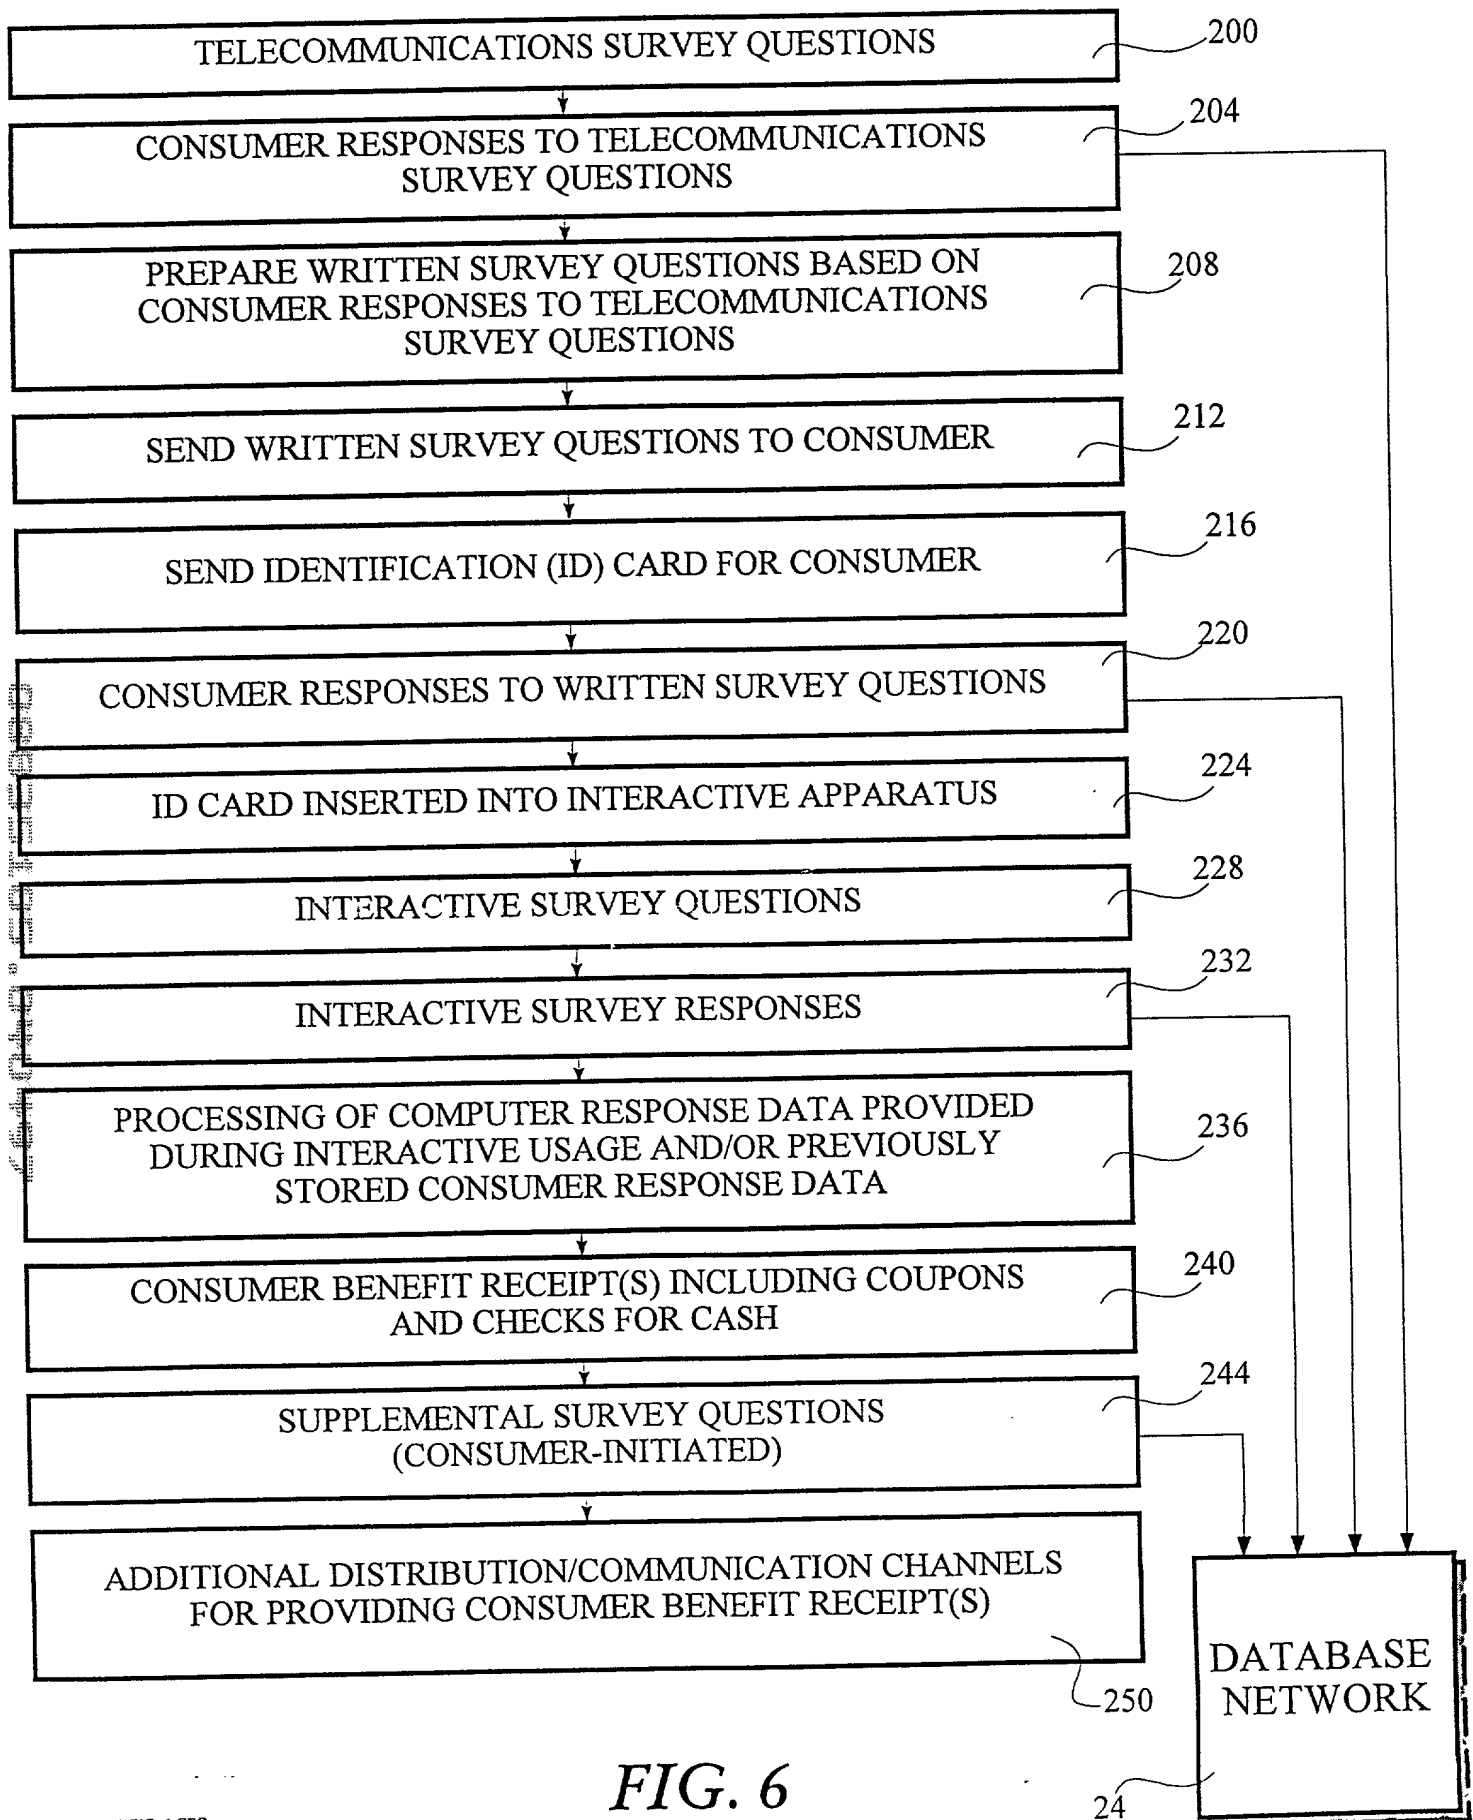 TELECOMMUNICATIONS SURVEY QUESTIONS
200
CONSUMER RESPONSES TO TELECOMMUNICATIONS
SURVEY QUESTIONS
204
PREPARE WRITTEN SURVEY QUESTIONS BASED ON
CONSUMER RESPONSES TO TELECOMMUNICATIONS
SURVEY QUESTIONS
208
SEND WRITTEN SURVEY QUESTIONS TO CONSUMER
212
SEND IDENTIFICATION (ID) CARD FOR CONSUMER
216
CONSUMER RESPONSES TO WRITTEN SURVEY QUESTIONS
220
ID CARD INSERTED INTO INTERACTIVE APPARATUS
224
INTERACTIVE SURVEY QUESTIONS
228
INTERACTIVE SURVEY RESPONSES
232
PROCESSING OF COMPUTER RESPONSE DATA PROVIDED
DURING INTERACTIVE USAGE AND/OR PREVIOUSLY
STORED CONSUMER RESPONSE DATA
236
CONSUMER BENEFIT RECEIPT(S) INCLUDING COUPONS
AND CHECKS FOR CASH
240
SUPPLEMENTAL SURVEY QUESTIONS
(CONSUMER-INITIATED)
244
ADDITIONAL DISTRIBUTION/COMMUNICATION CHANNELS
FOR PROVIDING CONSUMER BENEFIT RECEIPT(S)
250
DATABASE
NETWORK
24
FIG. 6